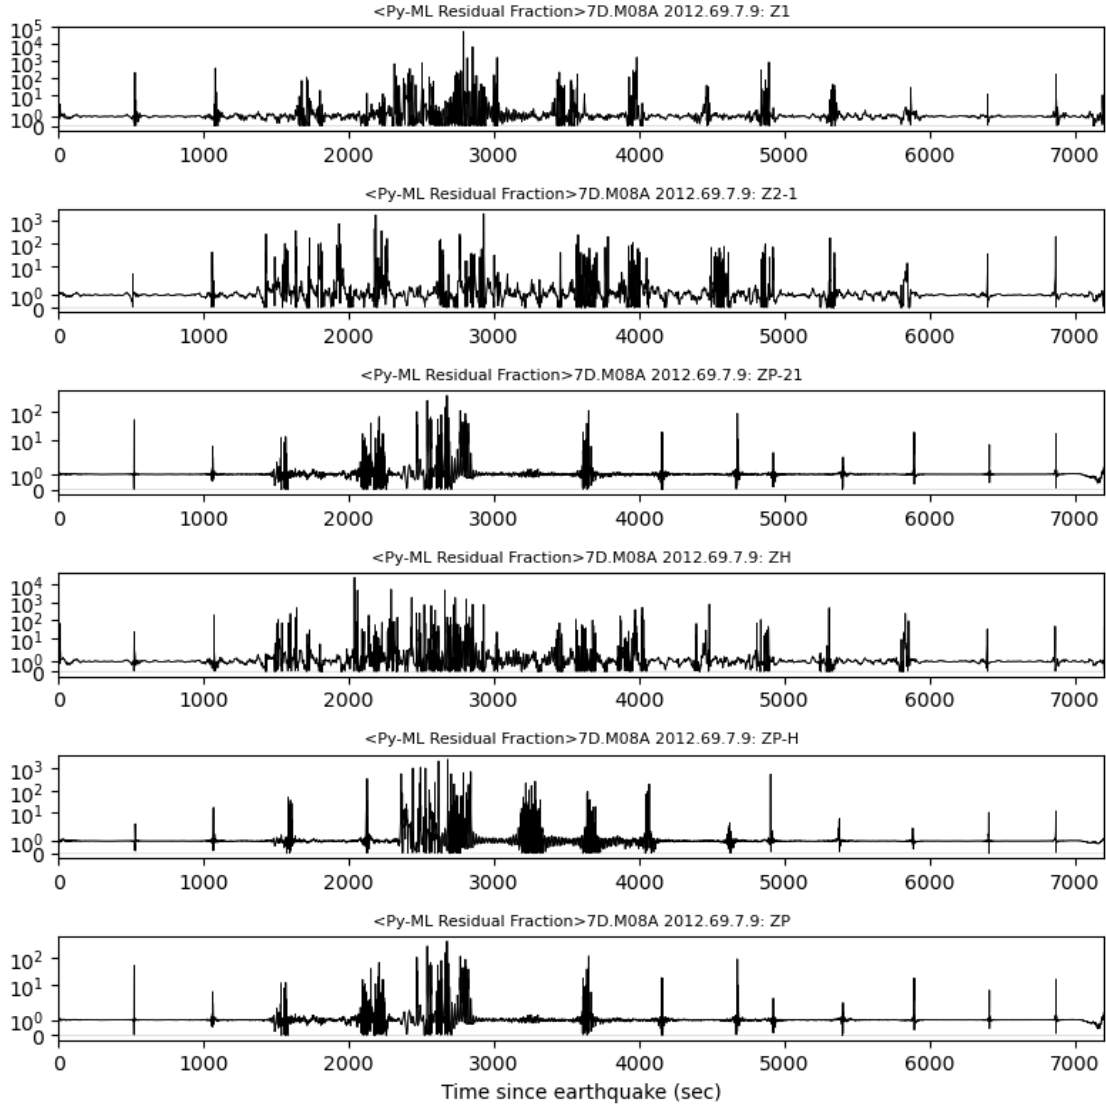 <Py-ML Residual Fraction>7D.M08A 2012.69.7.9: Z1
10^5
10^4
10^3
10^2
10^1
10^0
0
0 1000 2000 3000 4000 5000 6000 7000
<Py-ML Residual Fraction>7D.M08A 2012.69.7.9: Z2-1
10^3
10^2
10^1
10^0
0
0 1000 2000 3000 4000 5000 6000 7000
<Py-ML Residual Fraction>7D.M08A 2012.69.7.9: ZP-21
10^2
10^1
10^0
0
0 1000 2000 3000 4000 5000 6000 7000
<Py-ML Residual Fraction>7D.M08A 2012.69.7.9: ZH
10^4
10^3
10^2
10^1
10^0
0
0 1000 2000 3000 4000 5000 6000 7000
<Py-ML Residual Fraction>7D.M08A 2012.69.7.9: ZP-H
10^3
10^2
10^1
10^0
0
0 1000 2000 3000 4000 5000 6000 7000
<Py-ML Residual Fraction>7D.M08A 2012.69.7.9: ZP
10^2
10^1
10^0
0
0 1000 2000 3000 4000 5000 6000 7000
Time since earthquake (sec)